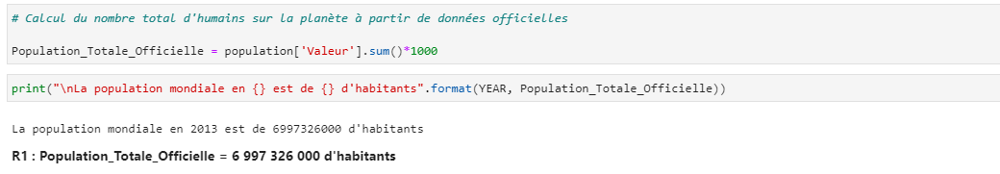 # Calcul du nombre total d'humains sur la planète à partir de données officielles
Population_Totale_Officielle = population['Valeur'].sum()*1000
print("\nLa population mondiale en {} est de {} d'habitants".format(YEAR, Population_Totale_Officielle))
La population mondiale en 2013 est de 6997326000 d'habitants
R1 : Population_Totale_Officielle = 6 997 326 000 d'habitants